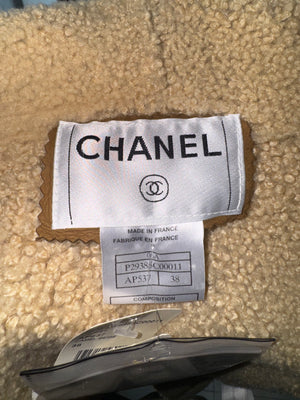 CHANEL
MADE IN FRANCE
FABRIQUE EN FRANCE
P29385C00011
AP537 38
COMPOSITION